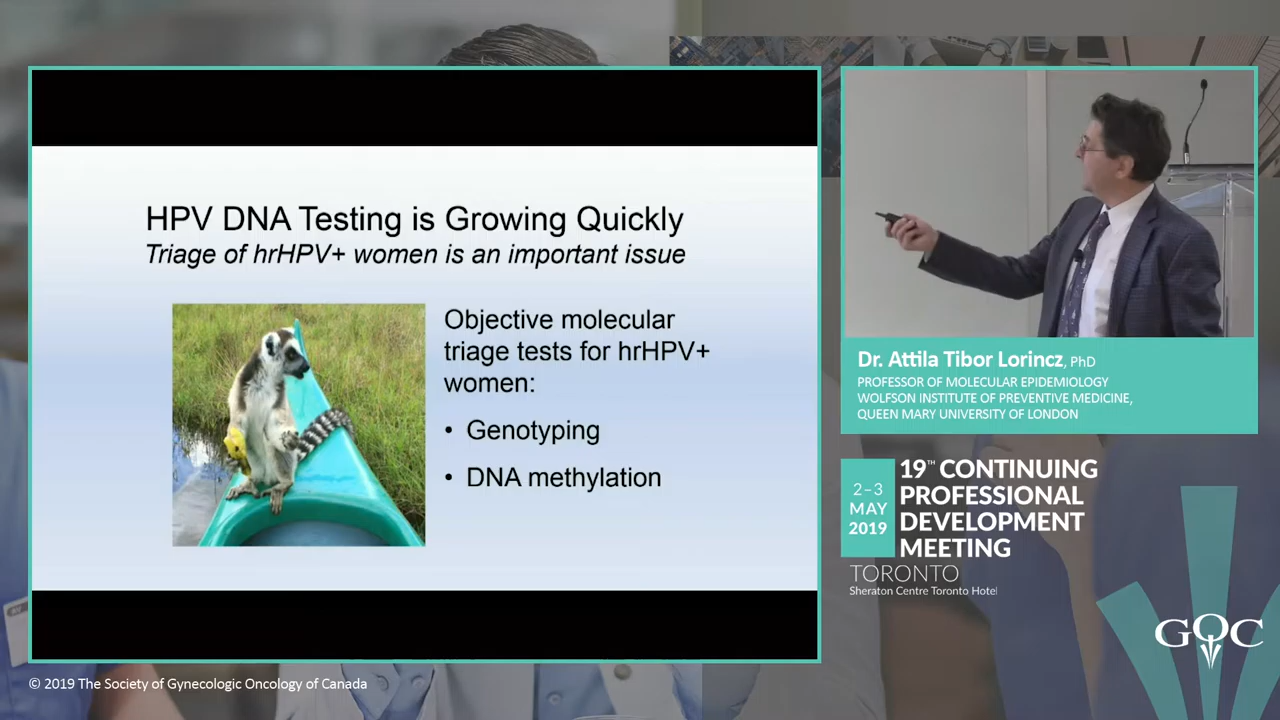 HPV DNA Testing is Growing Quickly
Triage of hrHPV+ women is an important issue
Objective molecular
triage tests for hrHPV+
women:
• Genotyping
• DNA methylation
Dr. Attila Tibor Lorincz, PhD
PROFESSOR OF MOLECULAR EPIDEMIOLOGY
WOLFSON INSTITUTE OF PREVENTIVE MEDICINE,
QUEEN MARY UNIVERSITY OF LONDON
2–3
MAY
2019
19™ CONTINUING
PROFESSIONAL
DEVELOPMENT
MEETING
TORONTO
Sheraton Centre Toronto Hotel
GOC
© 2019 The Society of Gynecologic Oncology of Canada